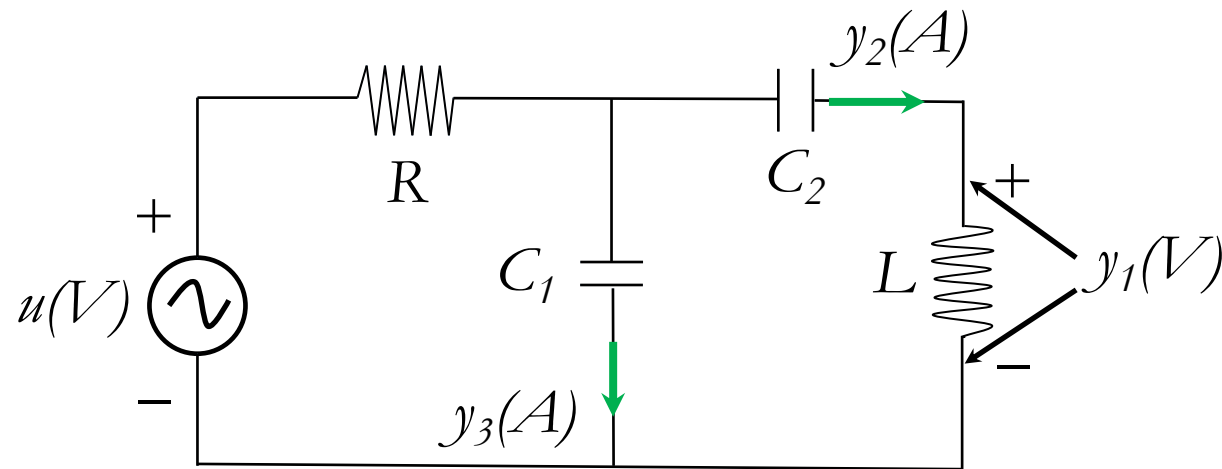 y₂(A)
R
C₂
+
+
C₁
L
y₁(V)
u(V)
−
−
y₃(A)